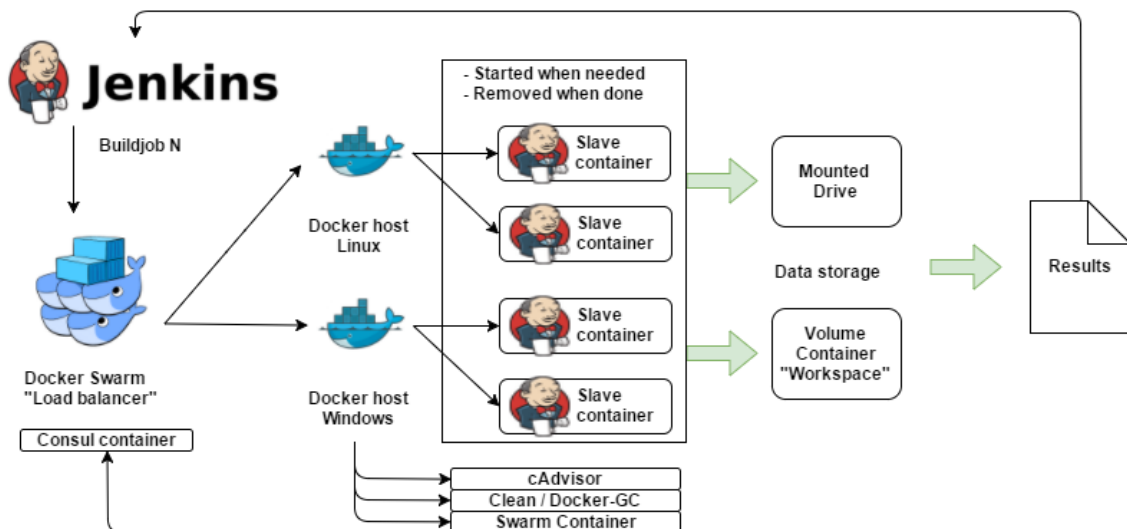 Jenkins
Buildjob N
Docker Swarm
"Load balancer"
Consul container
Docker host
Linux
Docker host
Windows
- Started when needed
- Removed when done
Slave
container
Slave
container
Slave
container
Slave
container
cAdvisor
Clean / Docker-GC
Swarm Container
Mounted
Drive
Data storage
Volume
Container
"Workspace"
Results